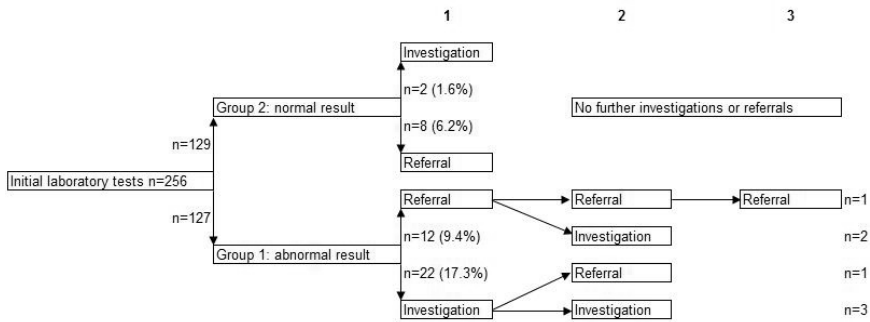 1 2 3
Investigation
n=2 (1.6%)
Group 2: normal result
No further investigations or referrals
n=8 (6.2%)
n=129
Referral
Initial laboratory tests n=256
Referral Referral Referral n=1
n=127
n=12 (9.4%)
Investigation n=2
Group 1: abnormal result
n=22 (17.3%)
Referral n=1
Investigation Investigation n=3